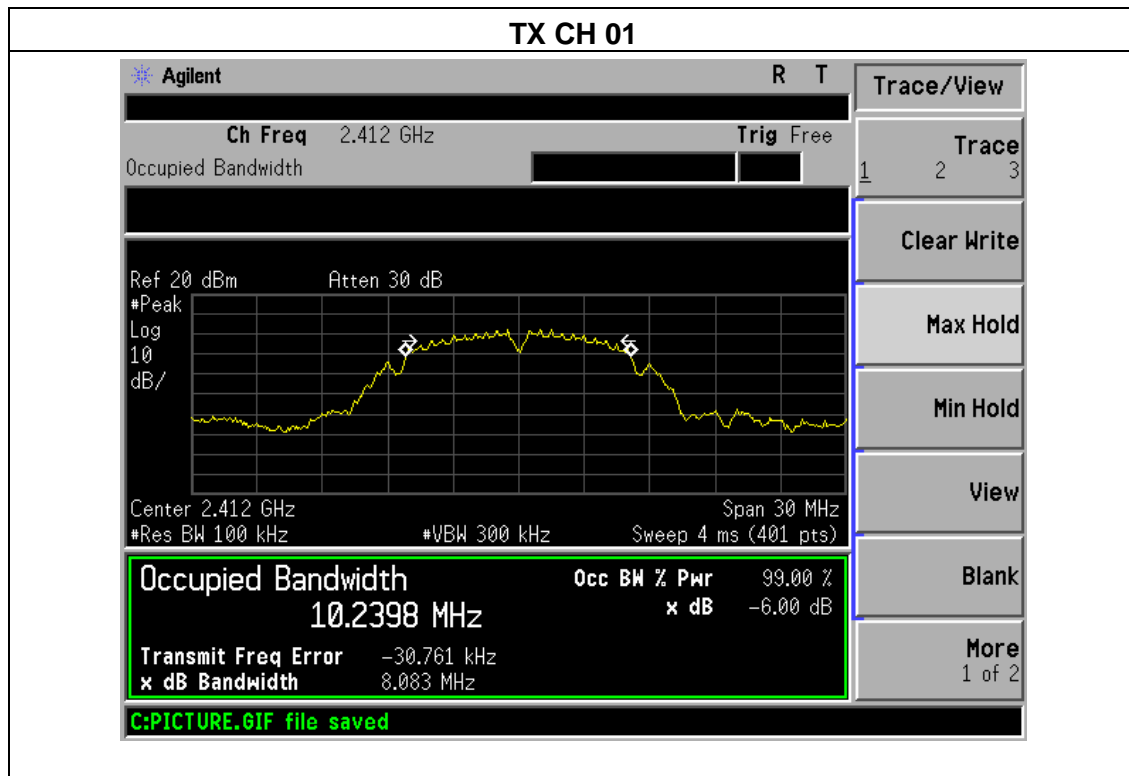 TX CH 01
Agilent R T
Trace/View
Ch Freq 2.412 GHz Trig Free
Occupied Bandwidth
Trace
1 2 3
Clear Write
Max Hold
Min Hold
View
Blank
More
1 of 2
Ref 20 dBm Atten 30 dB
#Peak
Log
10
dB/
Center 2.412 GHz Span 30 MHz
#Res BW 100 kHz #VBW 300 kHz Sweep 4 ms (401 pts)
Occupied Bandwidth Occ BW % Pwr 99.00 %
10.2398 MHz x dB -6.00 dB
Transmit Freq Error -30.761 kHz
x dB Bandwidth 8.083 MHz
C:PICTURE.GIF file saved